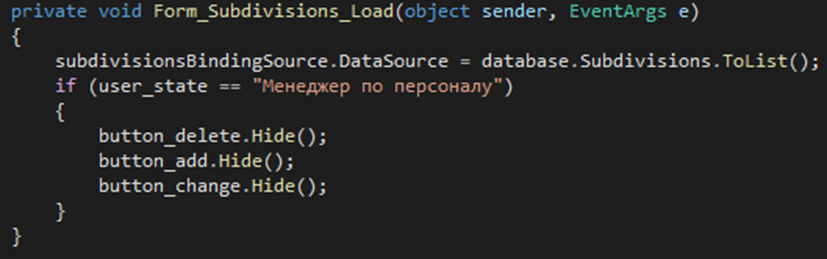 private void Form_Subdivisions_Load(object sender, EventArgs e)
{
subdivisionsBindingSource.DataSource = database.Subdivisions.ToList();
if (user_state == "Менеджер по персоналу")
{
button_delete.Hide();
button_add.Hide();
button_change.Hide();
}
}